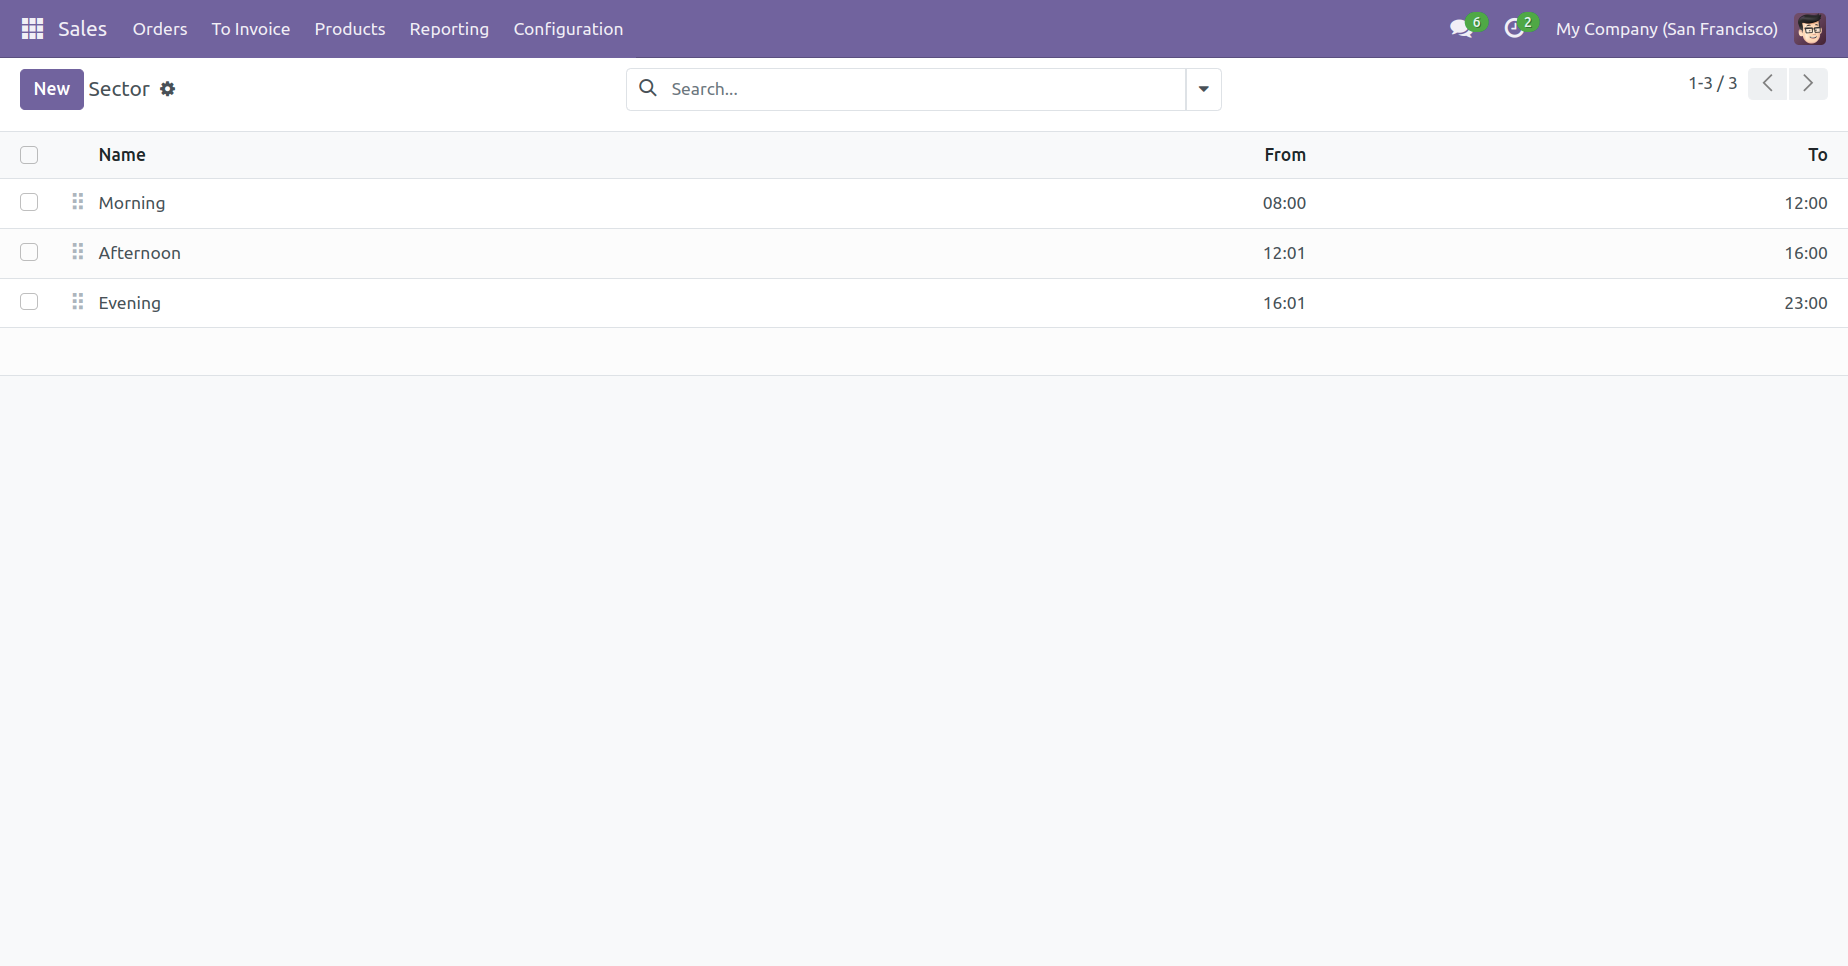 Sales Orders To Invoice Products Reporting Configuration 6 2 My Company (San Francisco)
New Sector Search... 1-3 / 3
Name From To
Morning 08:00 12:00
Afternoon 12:01 16:00
Evening 16:01 23:00